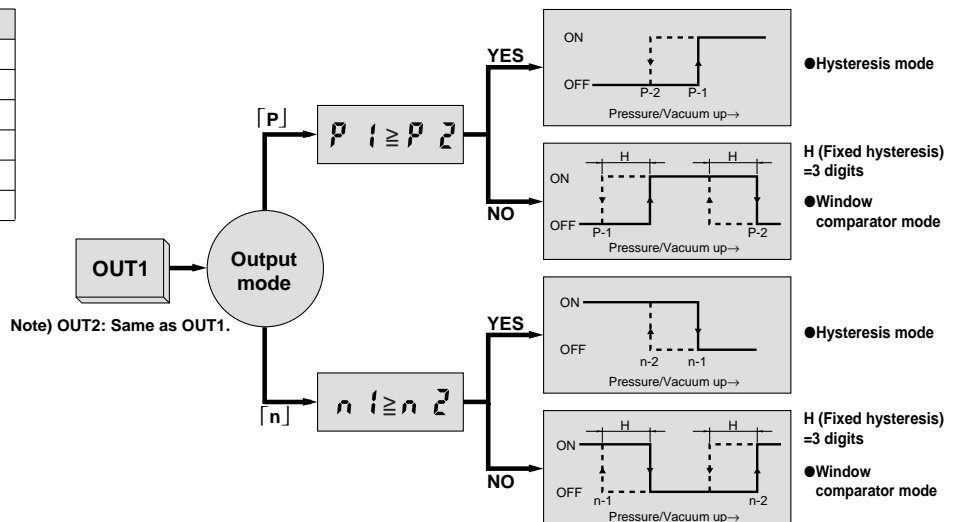 YES
ON
OFF
P-2 P-1
Pressure/Vacuum up→
●Hysteresis mode
⌈P⌋
P 1≧P 2
H H
ON
OFF
P-1 P-2
Pressure/Vacuum up→
NO
H (Fixed hysteresis)
=3 digits
●Window
comparator mode
OUT1
Output
mode
Note) OUT2: Same as OUT1.
YES
ON
OFF
n-2 n-1
Pressure/Vacuum up→
●Hysteresis mode
⌈n⌋
n 1≧n 2
H H
ON
OFF
n-1 n-2
Pressure/Vacuum up→
NO
H (Fixed hysteresis)
=3 digits
●Window
comparator mode